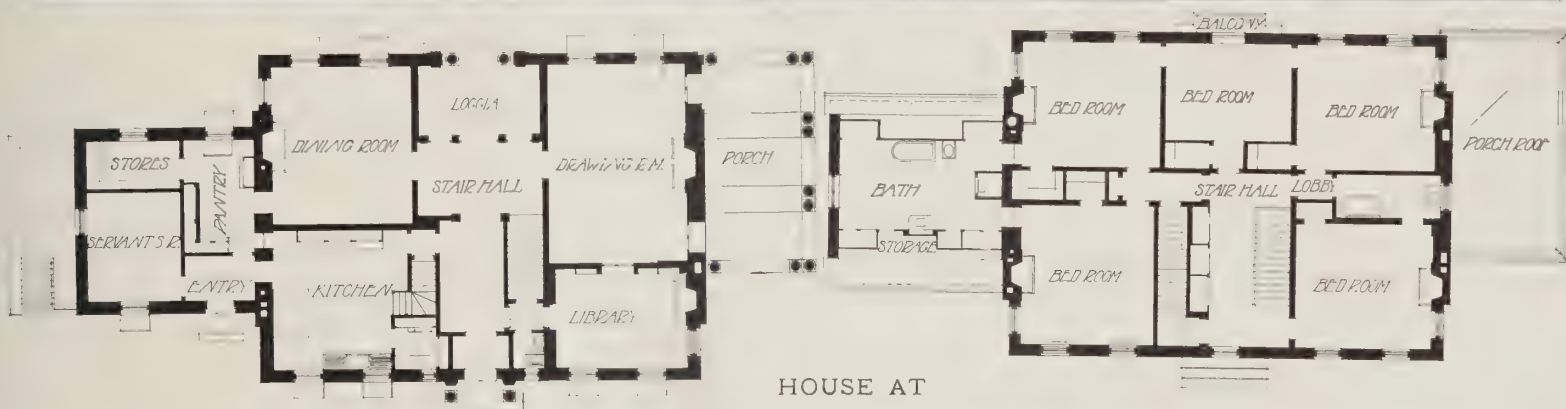 BALCONY
LOGGIA
DINING ROOM
DRAWING RM.
STORES
PANTRY
STAIR HALL
PORCH
SERVANTS R.
ENTRY
KITCHEN
LIBRARY
BED ROOM
BED ROOM
BED ROOM
PORCH ROOF
BATH
STAIR HALL
LOBBY
STORAGE
BED ROOM
BED ROOM
HOUSE AT